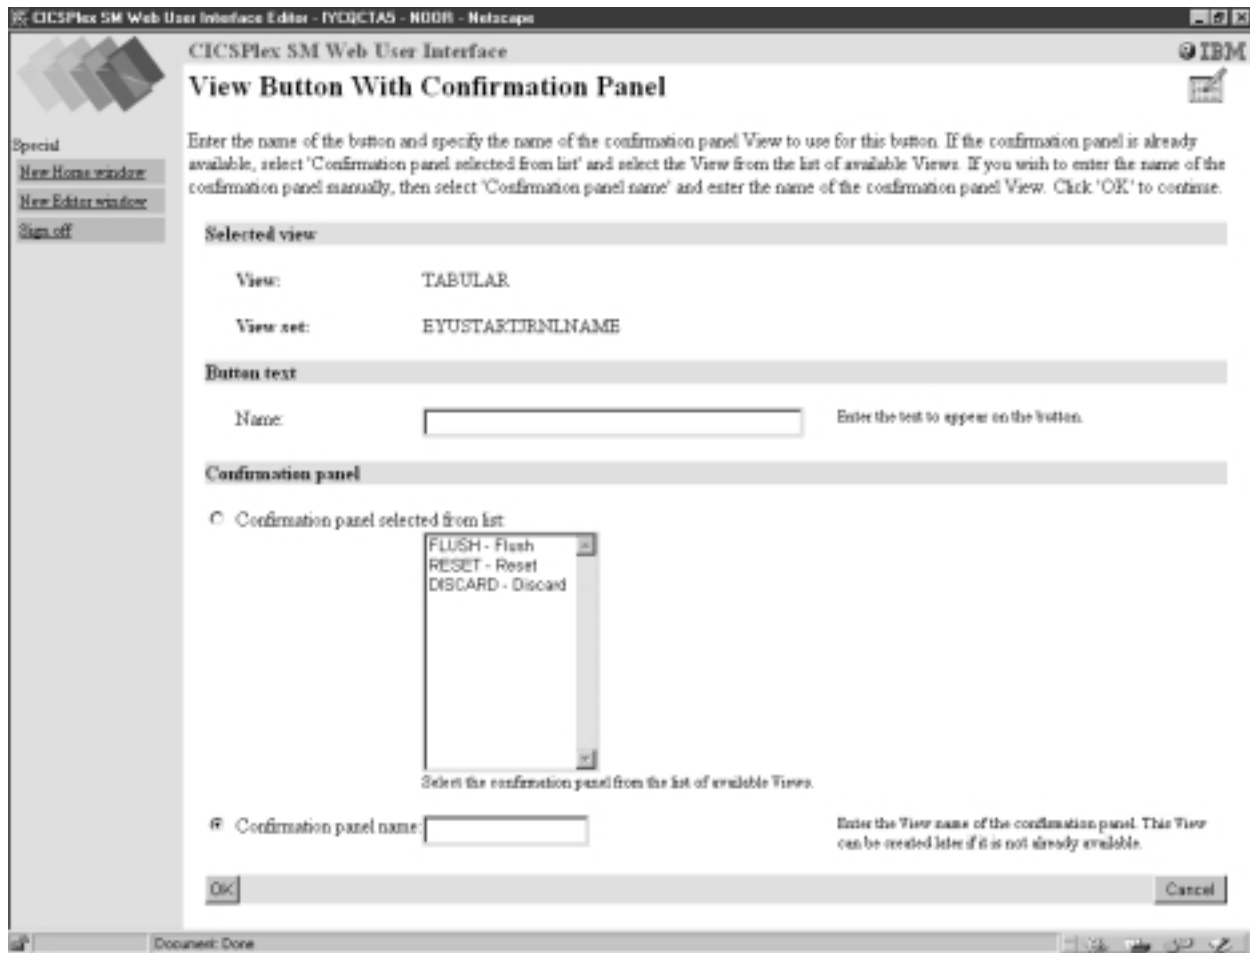 CICSPlex SM Web User Interface Editor - IYCQCTA5 - NOOR - Netscape
CICSPlex SM Web User Interface
IBM
View Button With Confirmation Panel
Special
New Home window
New Editor window
Sign off
Enter the name of the button and specify the name of the confirmation panel View to use for this button. If the confirmation panel is already
available, select 'Confirmation panel selected from list' and select the View from the list of available Views. If you wish to enter the name of the
confirmation panel manually, then select 'Confirmation panel name' and enter the name of the confirmation panel View. Click 'OK' to continue.
Selected view
View: TABULAR
View set: EYUSTARTJRNLNAME
Button text
Name: Enter the text to appear on the button.
Confirmation panel
Confirmation panel selected from list:
FLUSH - Flush
RESET - Reset
DISCARD - Discard
Select the confirmation panel from the list of available Views.
Confirmation panel name: Enter the View name of the confirmation panel. This View
can be created later if it is not already available.
OK Cancel
Document: Done